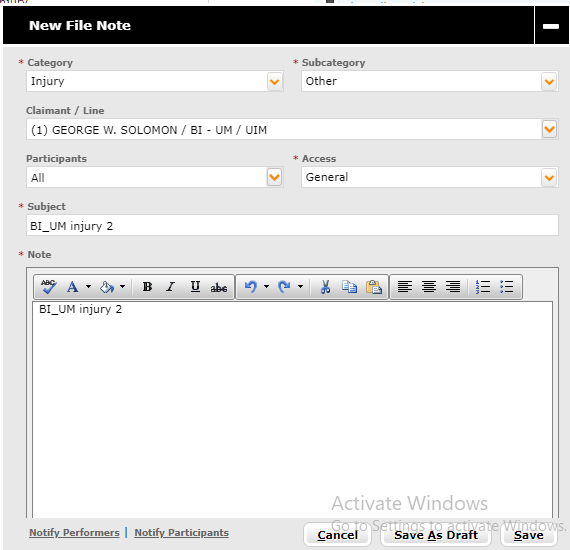 New File Note
* Category
* Subcategory
Injury
Other
Claimant / Line
(1) GEORGE W. SOLOMON / BI - UM / UIM
Participants
* Access
All
General
* Subject
BI_UM injury 2
* Note
ABC A B I U abc
BI_UM injury 2
Activate Windows
Go to Settings to activate Windows.
Notify Performers | Notify Participants
Cancel
Save As Draft
Save